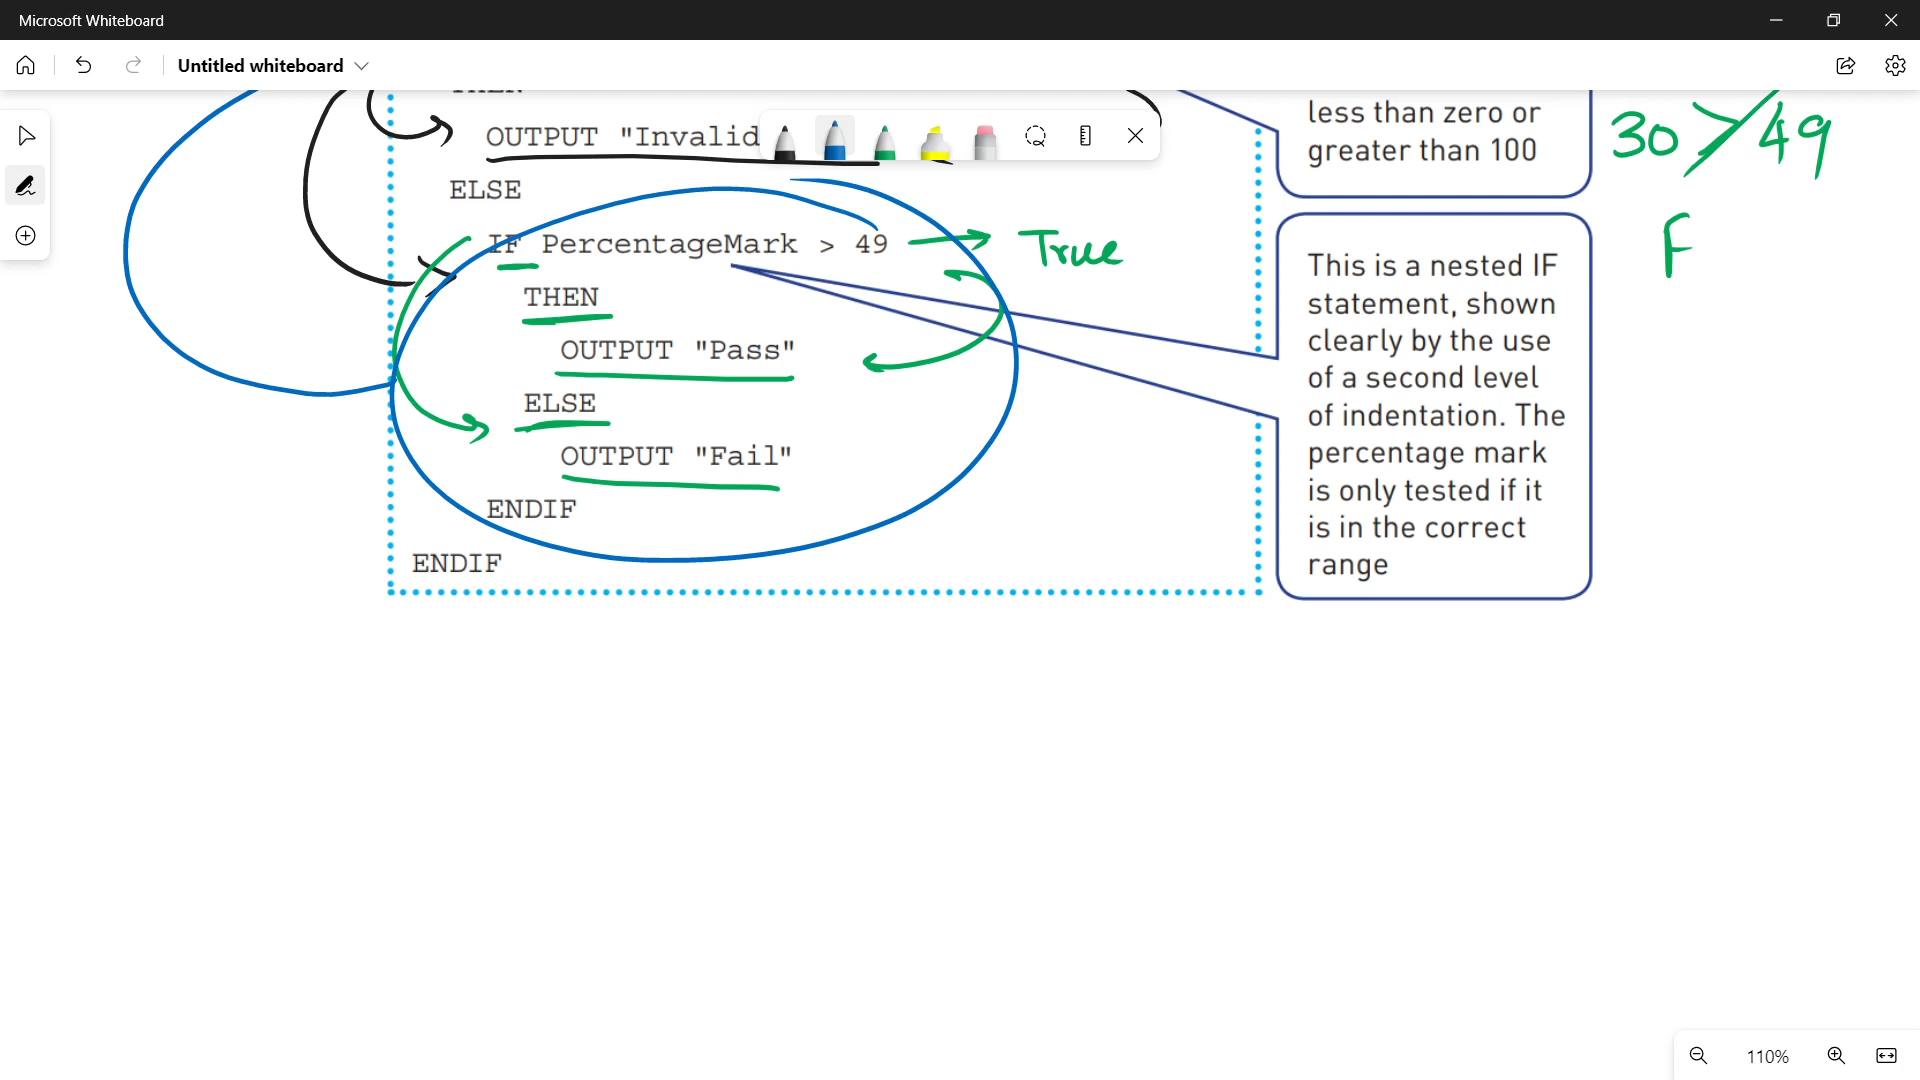 Microsoft Whiteboard
Untitled whiteboard
OUTPUT "Invalid
ELSE
IF PercentageMark > 49
True
THEN
OUTPUT "Pass"
ELSE
OUTPUT "Fail"
ENDIF
ENDIF
less than zero or
greater than 100
This is a nested IF
statement, shown
clearly by the use
of a second level
of indentation. The
percentage mark
is only tested if it
is in the correct
range
30 > 49
F
110%